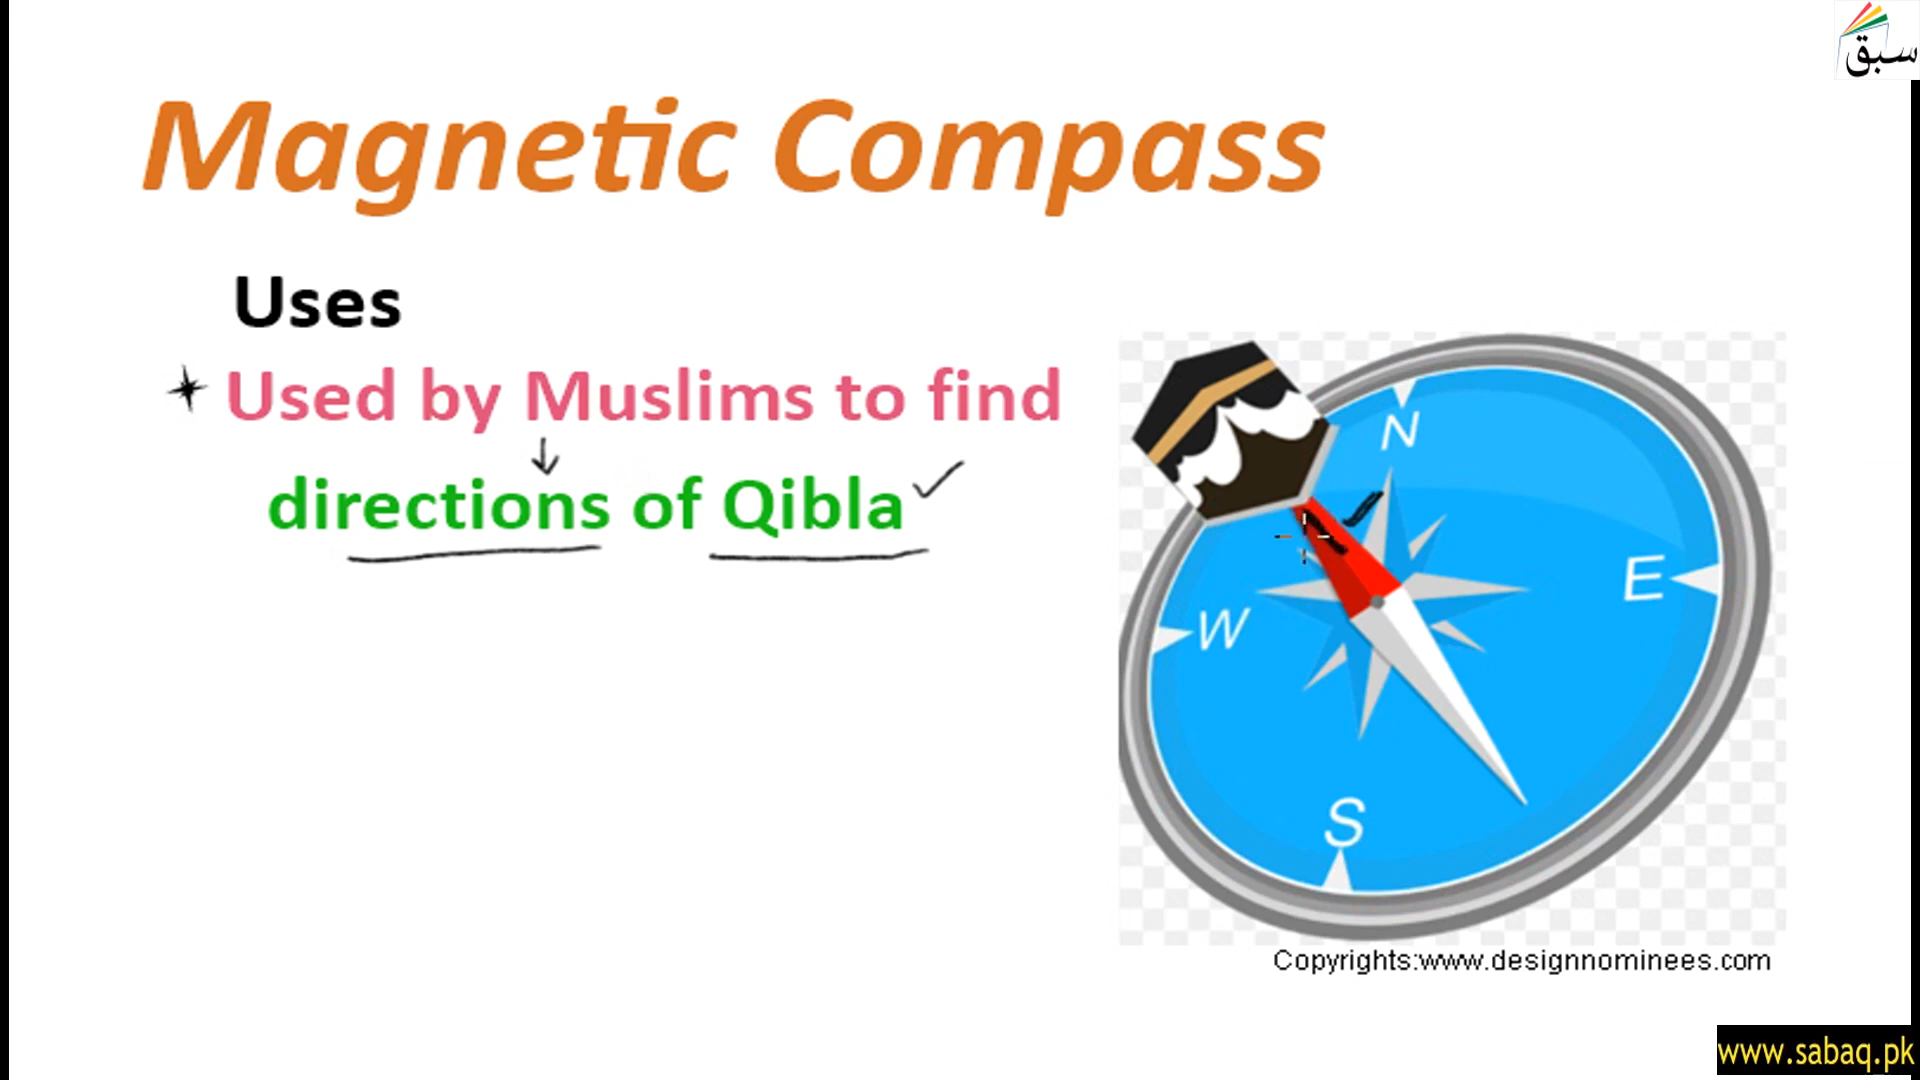 سبق
Magnetic Compass
Uses
Used by Muslims to find
directions of Qibla
N
E
W
S
Copyrights:www.designnominees.com
www.sabaq.pk